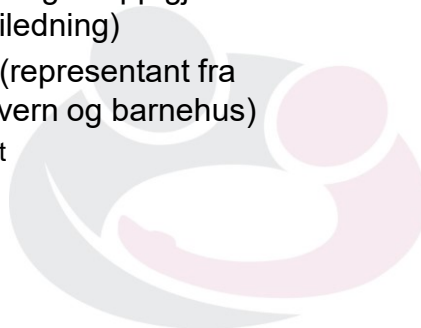 iledning)
(representant fra
vern og barnehus)
t